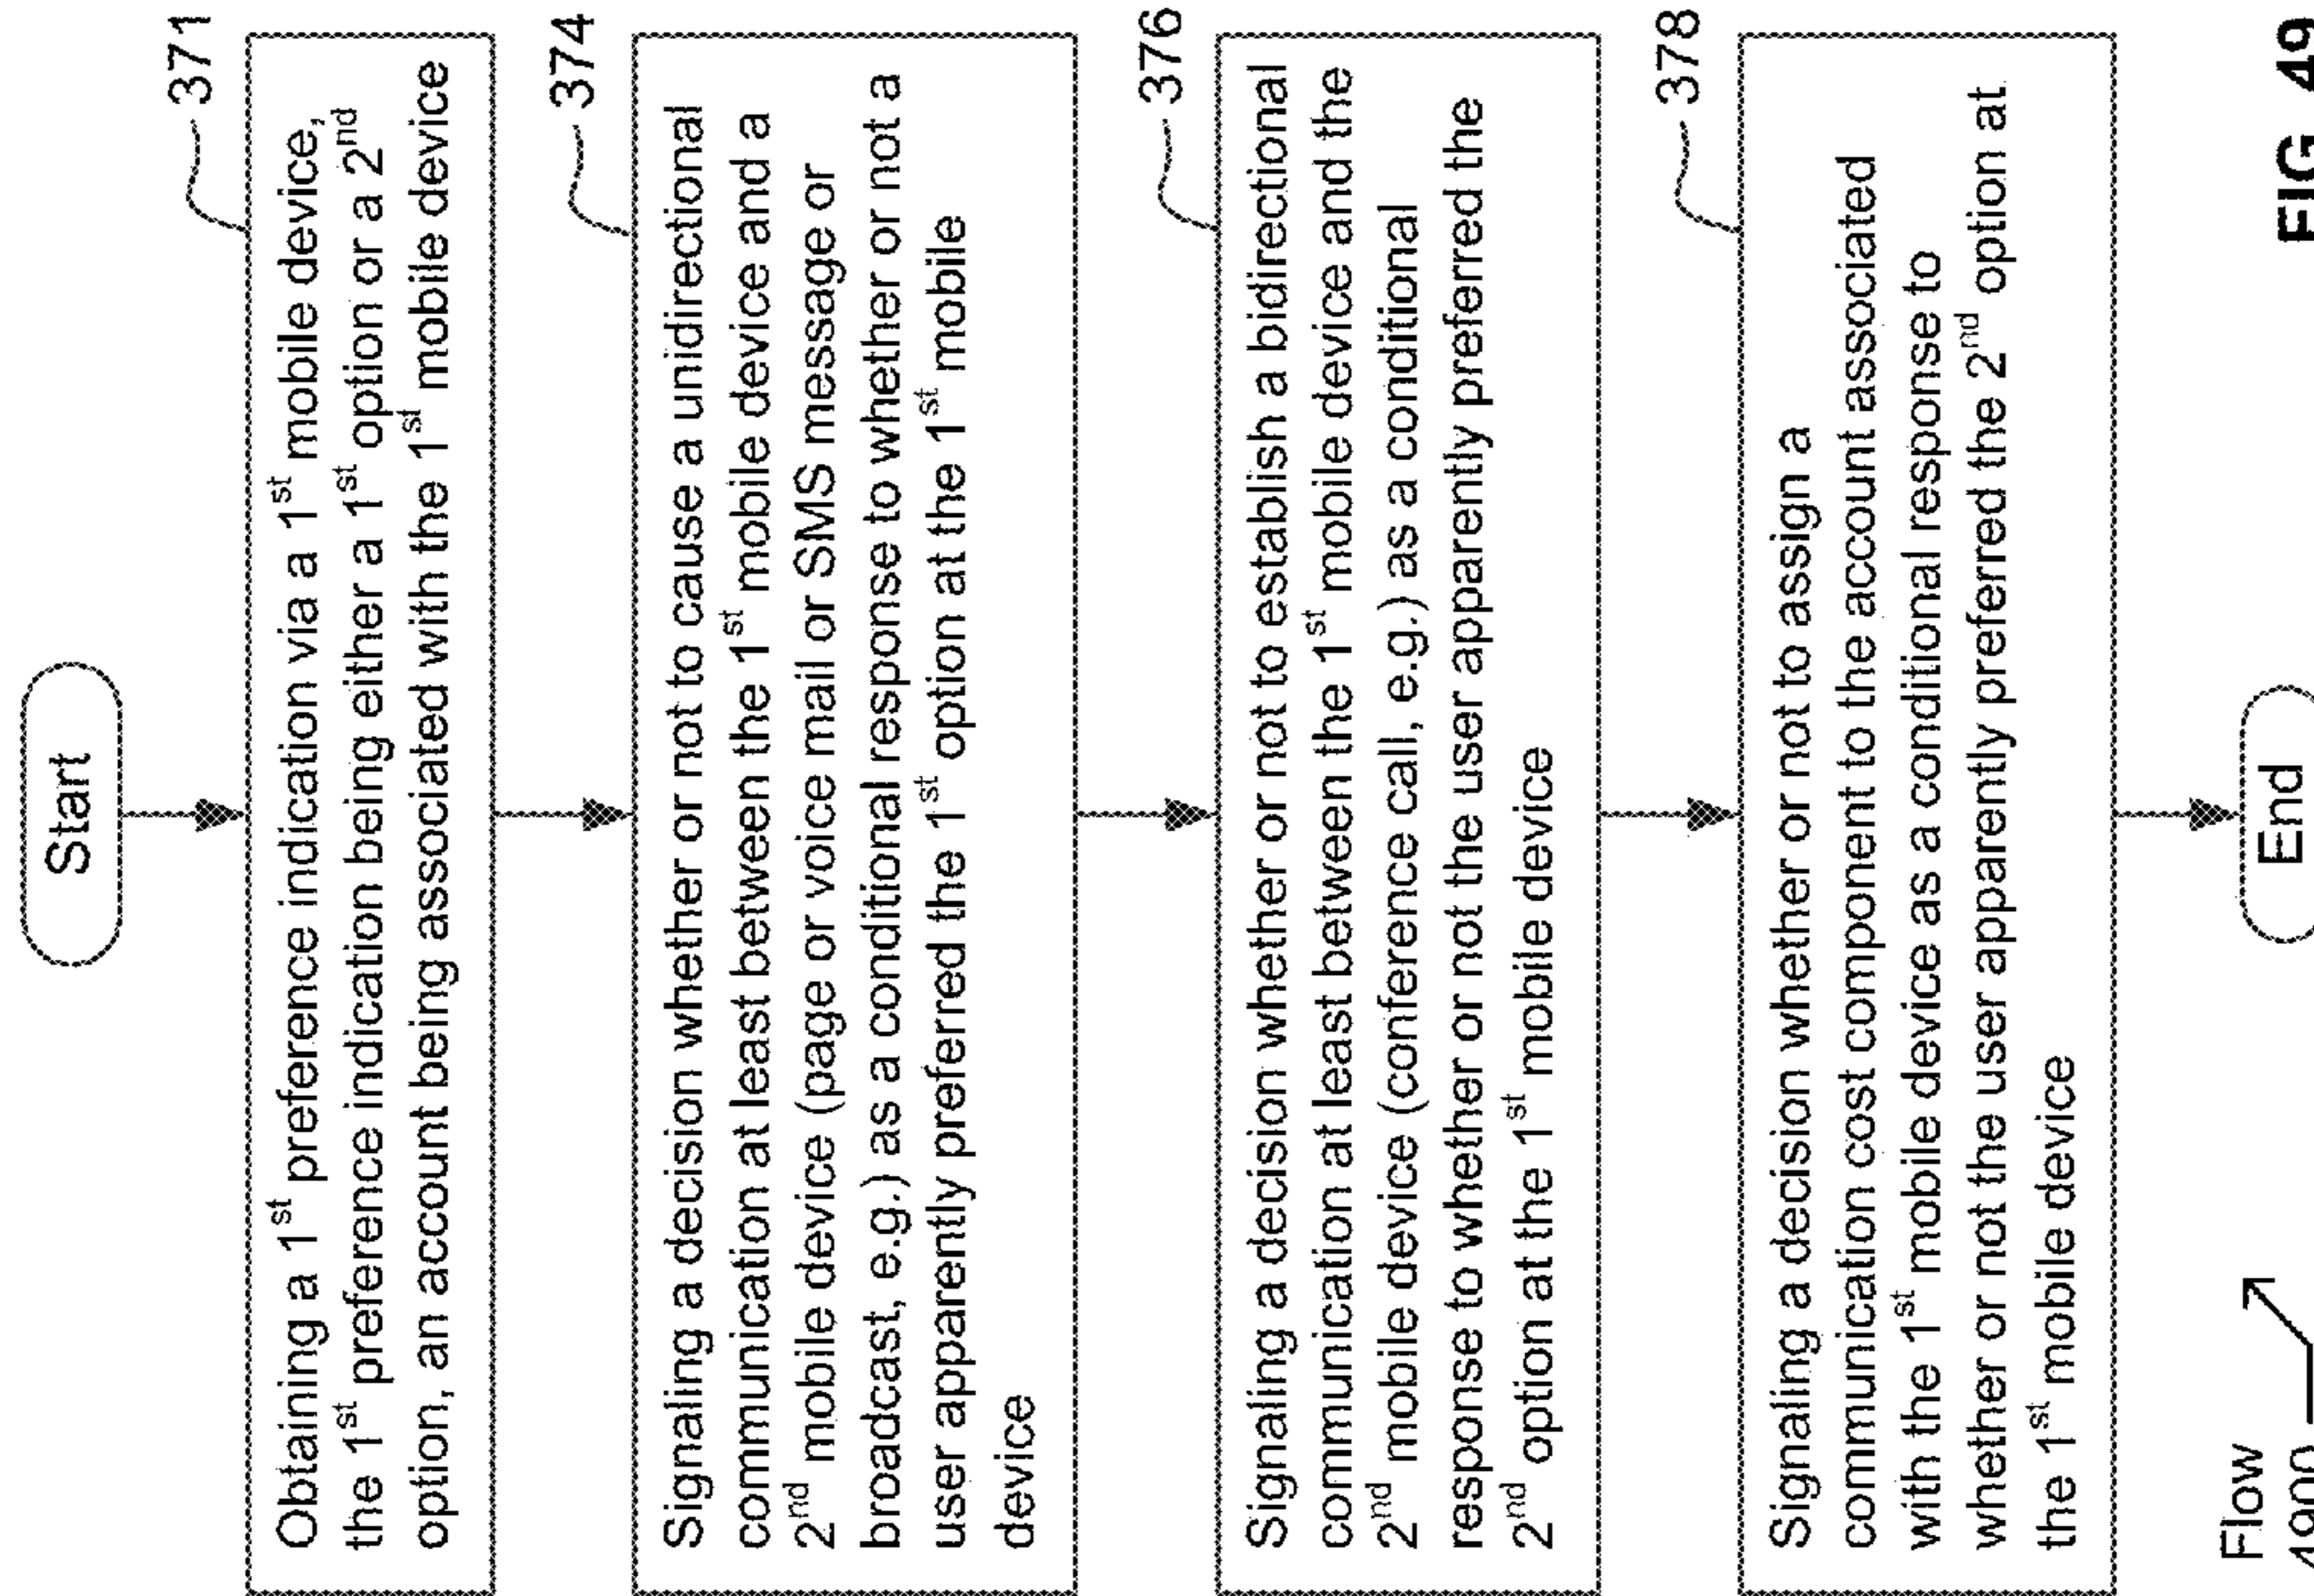 Start
371
Obtaining a 1st preference indication via a 1st mobile device,
the 1st preference indication being either a 1st option or a 2nd
option, an account being associated with the 1st mobile device
374
Signaling a decision whether or not to cause a unidirectional
communication at least between the 1st mobile device and a
2nd mobile device (page or voice mail or SMS message or
broadcast, e.g.) as a conditional response to whether or not a
user apparently preferred the 1st option at the 1st mobile
device
376
Signaling a decision whether or not to establish a bidirectional
communication at least between the 1st mobile device and the
2nd mobile device (conference call, e.g.) as a conditional
response to whether or not the user apparently preferred the
2nd option at the 1st mobile device
378
Signaling a decision whether or not to assign a
communication cost component to the account associated
with the 1st mobile device as a conditional response to
whether or not the user apparently preferred the 2nd option at
the 1st mobile device
End
Flow
4900
FIG. 49